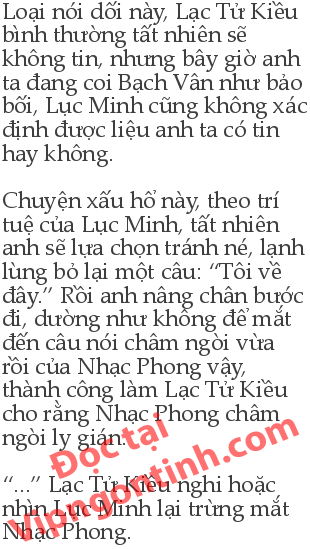 Loại nói dối này, Lạc Tử Kiều
bình thường tất nhiên sẽ
không tin, nhưng bây giờ anh
ta đang coi Bạch Vân như bảo
bối, Lục Minh cũng không xác
định được liệu anh ta có tin
hay không.
Chuyện xấu hổ này, theo trí
tuệ của Lục Minh, tất nhiên
anh sẽ lựa chọn tránh né, lạnh
lùng bỏ lại một câu: “Tôi về
đây.” Rồi anh nâng chân bước
đi, dường như không để mắt
đến câu nói châm ngòi vừa
rồi của Nhạc Phong vậy,
thành công làm Lạc Tử Kiều
cho rằng Nhạc Phong châm
ngòi ly gián.
“...” Lạc Tử Kiều nghi hoặc
nhìn Lục Minh lại trừng mắt
Nhạc Phong.
Đọc tại
Vipngontinh.com